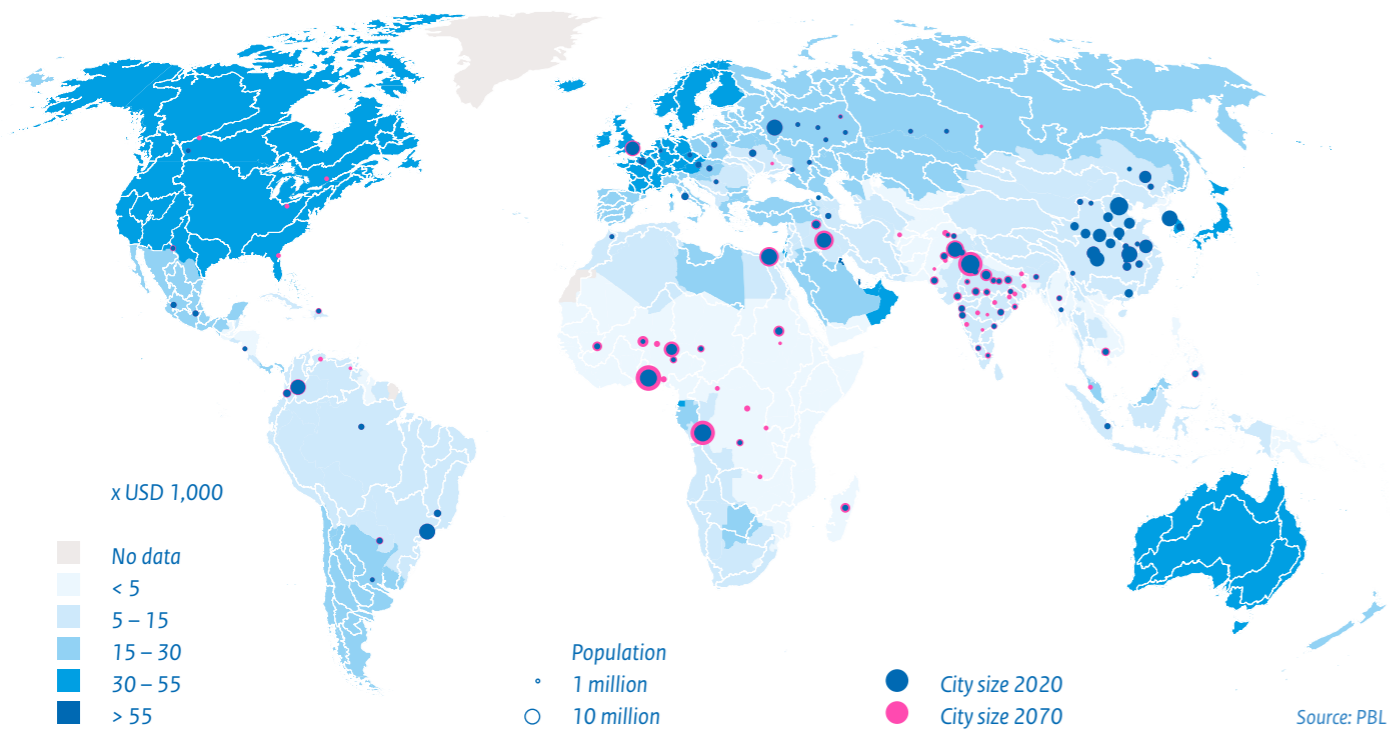 x USD 1,000
No data
< 5
5 – 15
15 – 30
30 – 55
> 55
Population
1 million
10 million
City size 2020
City size 2070
Source: PBL